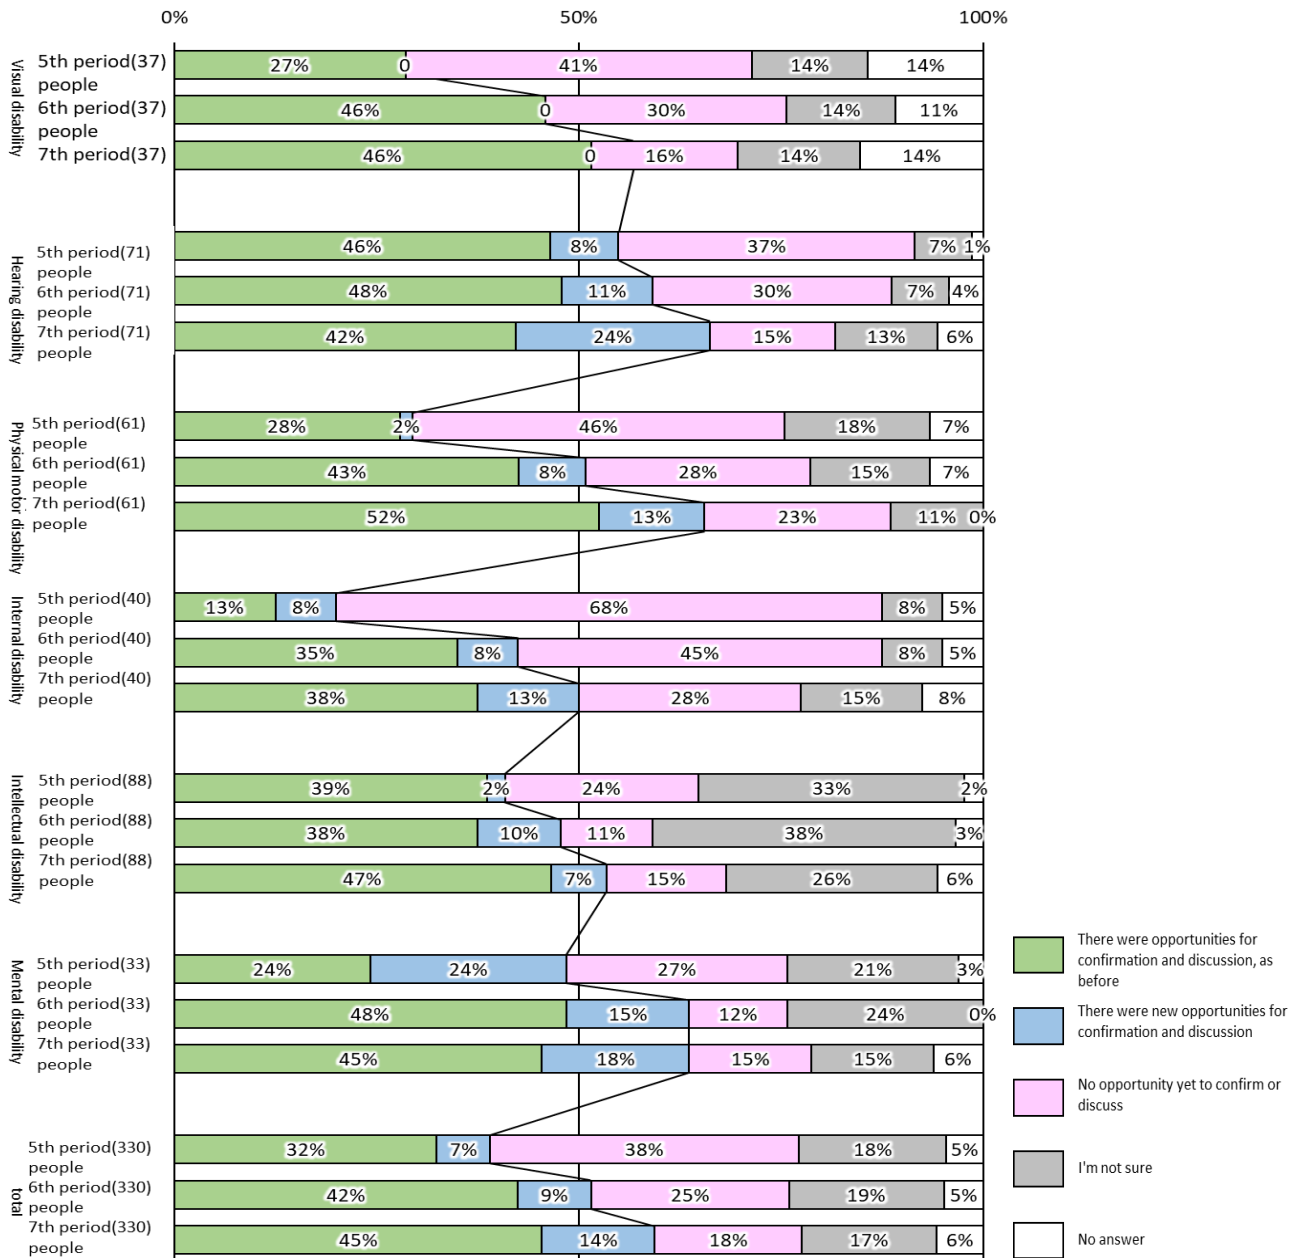 0%
50%
100%
Visual disability
5th period(37)
people
27%
0
41%
14%
14%
6th period(37)
people
46%
0
30%
14%
11%
7th period(37)
46%
0
16%
14%
14%
Hearing disability
5th period(71)
people
46%
8%
37%
7%
1%
6th period(71)
people
48%
11%
30%
7%
4%
7th period(71)
people
42%
24%
15%
13%
6%
Physical motor disability
5th period(61)
people
28%
2%
46%
18%
7%
6th period(61)
people
43%
8%
28%
15%
7%
7th period(61)
people
52%
13%
23%
11%
0%
Internal disability
5th period(40)
people
13%
8%
68%
8%
5%
6th period(40)
people
35%
8%
45%
8%
5%
7th period(40)
people
38%
13%
28%
15%
8%
Intellectual disability
5th period(88)
people
39%
2%
24%
33%
2%
6th period(88)
people
38%
10%
11%
38%
3%
7th period(88)
people
47%
7%
15%
26%
6%
Mental disability
5th period(33)
people
24%
24%
27%
21%
3%
6th period(33)
people
48%
15%
12%
24%
0%
7th period(33)
people
45%
18%
15%
15%
6%
total
5th period(330)
people
32%
7%
38%
18%
5%
6th period(330)
people
42%
9%
25%
19%
5%
7th period(330)
people
45%
14%
18%
17%
6%
There were opportunities for
confirmation and discussion, as
before
There were new opportunities for
confirmation and discussion
No opportunity yet to confirm or
discuss
I'm not sure
No answer